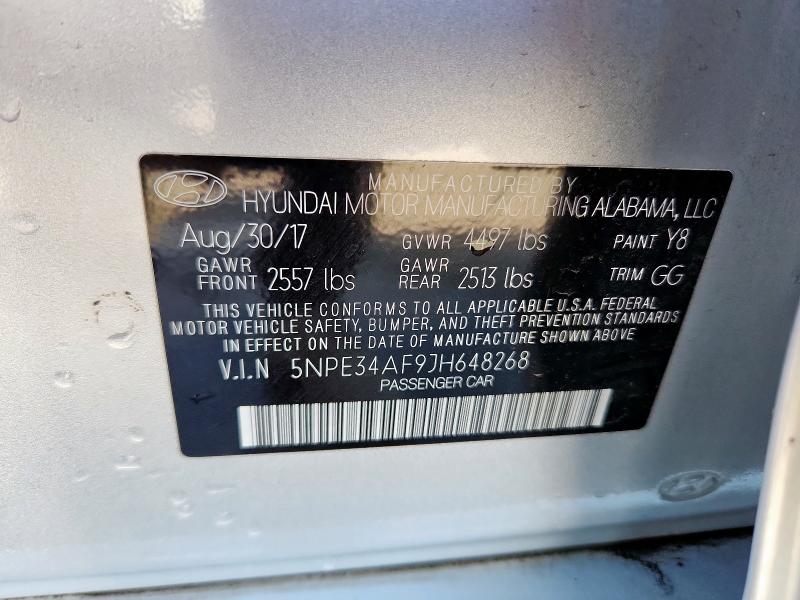 MANUFACTURED BY
HYUNDAI MOTOR MANUFACTURING ALABAMA, LLC
Aug/30/17 GVWR 4497 lbs PAINT Y8
GAWR FRONT 2557 lbs GAWR REAR 2513 lbs TRIM GG
THIS VEHICLE CONFORMS TO ALL APPLICABLE U.S.A. FEDERAL
MOTOR VEHICLE SAFETY, BUMPER, AND THEFT PREVENTION STANDARDS
IN EFFECT ON THE DATE OF MANUFACTURE SHOWN ABOVE
V.I.N 5NPE34AF9JH648268
PASSENGER CAR